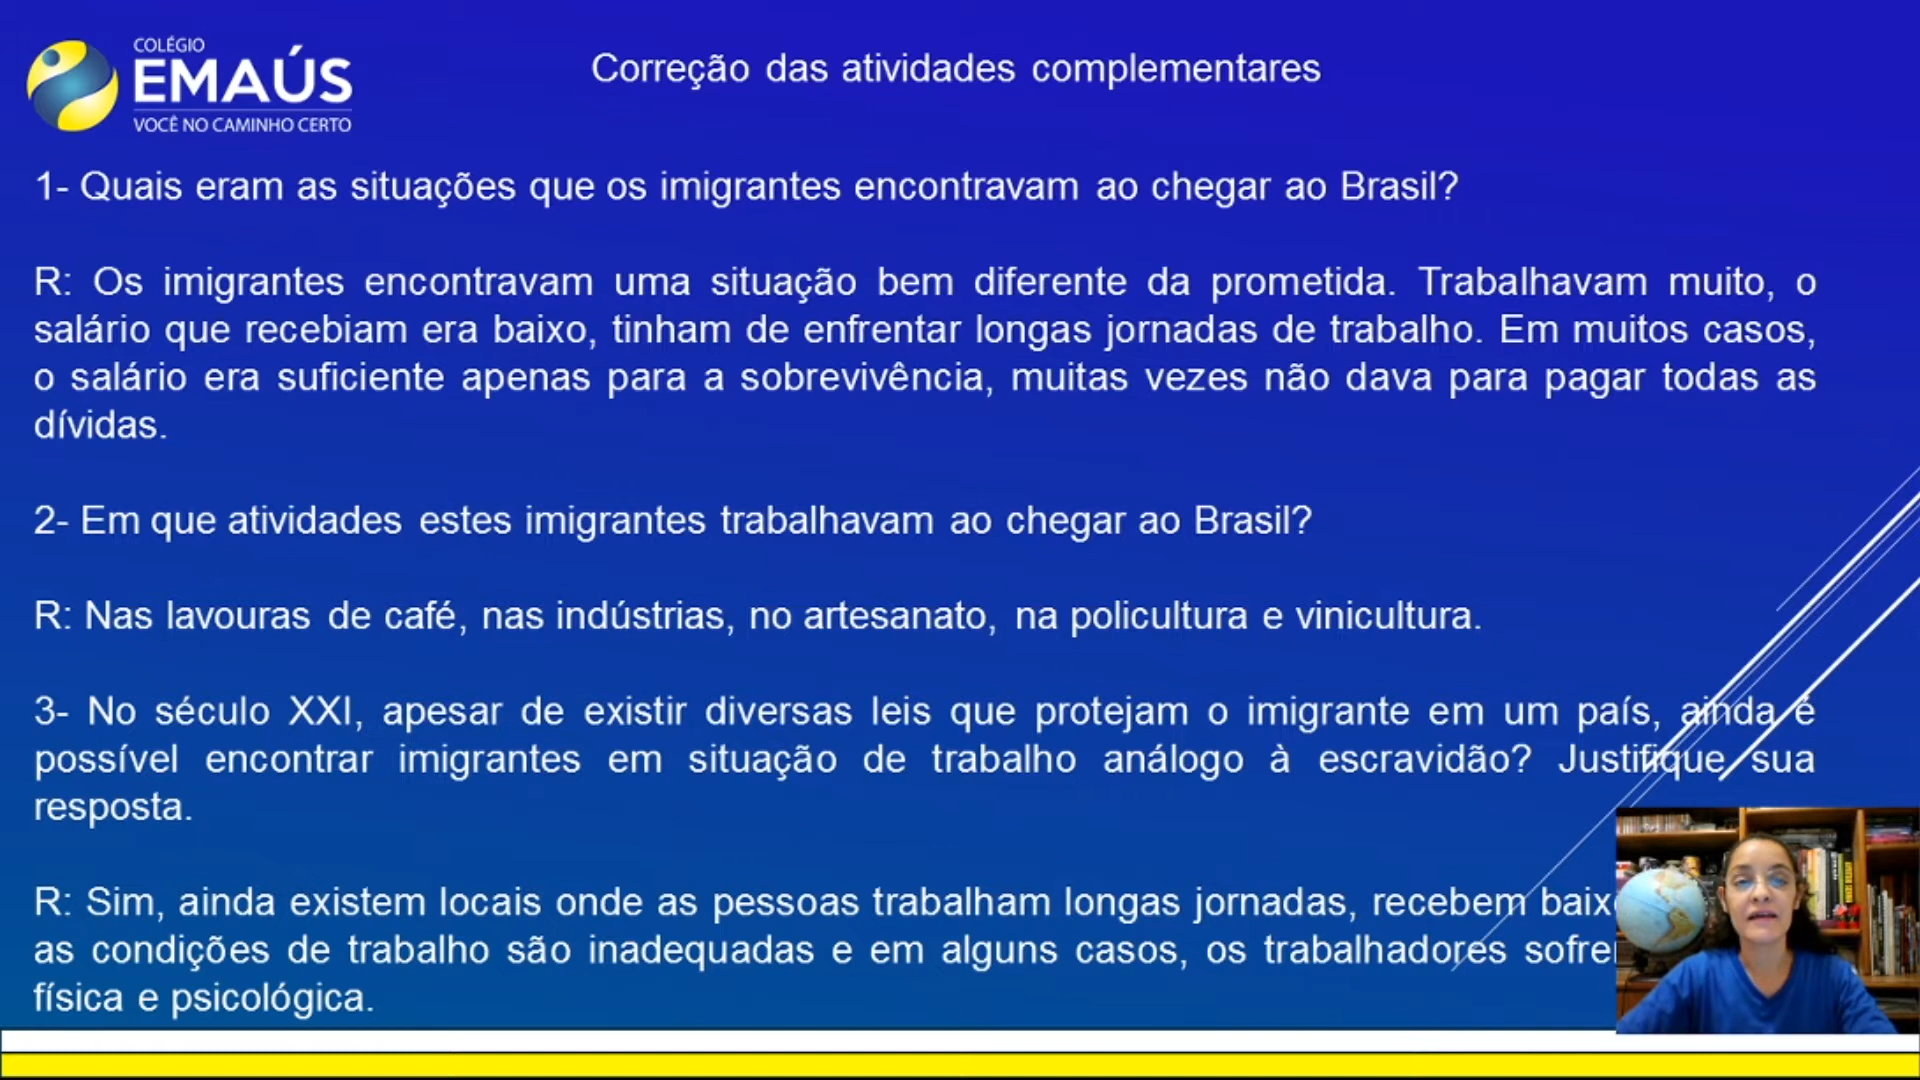 COLÉGIO
EMAÚS
VOCÊ NO CAMINHO CERTO
Correção das atividades complementares
1- Quais eram as situações que os imigrantes encontravam ao chegar ao Brasil?
R: Os imigrantes encontravam uma situação bem diferente da prometida. Trabalhavam muito, o
salário que recebiam era baixo, tinham de enfrentar longas jornadas de trabalho. Em muitos casos,
o salário era suficiente apenas para a sobrevivência, muitas vezes não dava para pagar todas as
dívidas.
2- Em que atividades estes imigrantes trabalhavam ao chegar ao Brasil?
R: Nas lavouras de café, nas indústrias, no artesanato, na policultura e vinicultura.
3- No século XXI, apesar de existir diversas leis que protejam o imigrante em um país, ainda é
possível encontrar imigrantes em situação de trabalho análogo à escravidão? Justifique sua
resposta.
R: Sim, ainda existem locais onde as pessoas trabalham longas jornadas, recebem
as condições de trabalho são inadequadas e em alguns casos, os trabalhadores
física e psicológica.